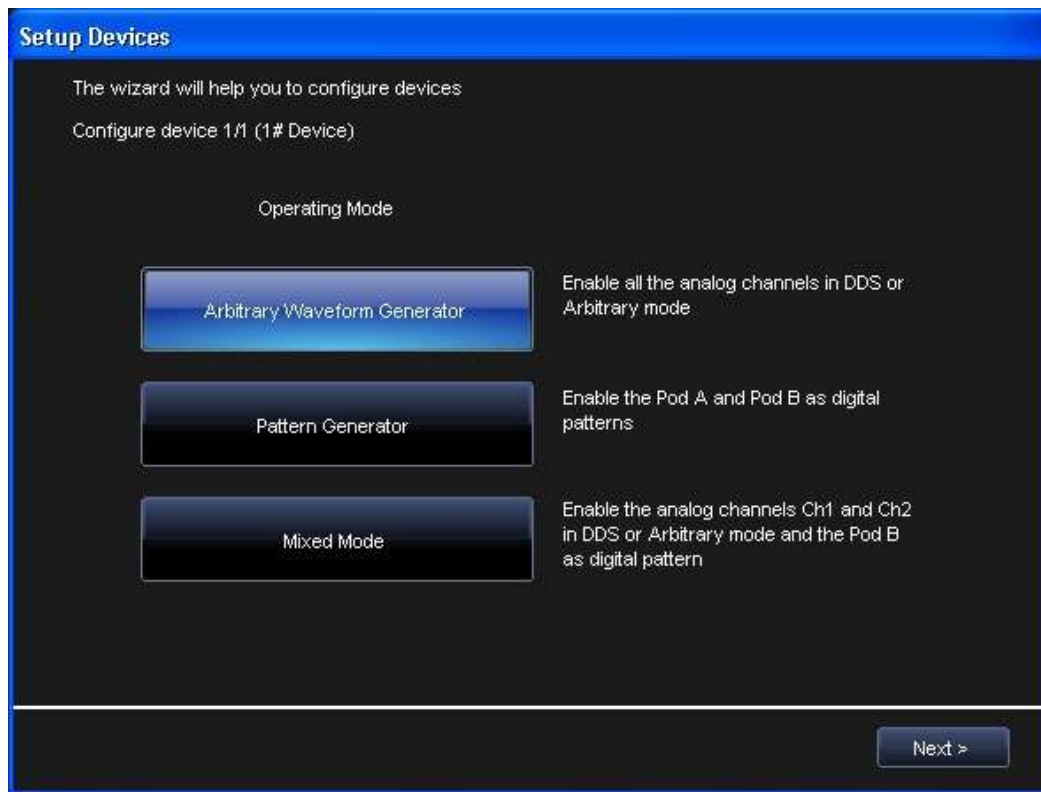 Setup Devices
The wizard will help you to configure devices
Configure device 1/1 (1# Device)
Operating Mode
Arbitrary Waveform Generator
Enable all the analog channels in DDS or
Arbitrary mode
Pattern Generator
Enable the Pod A and Pod B as digital
patterns
Mixed Mode
Enable the analog channels Ch1 and Ch2
in DDS or Arbitrary mode and the Pod B
as digital pattern
Next >